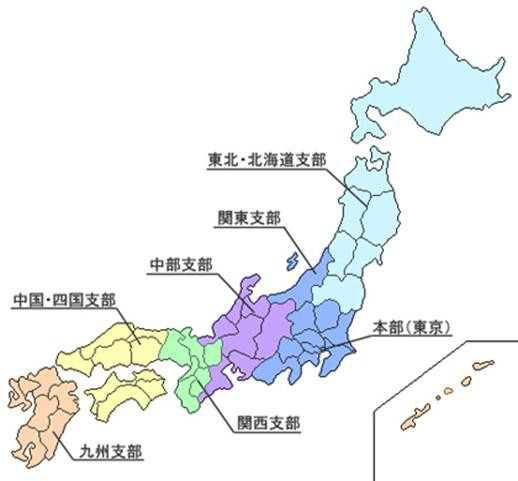 東北・北海道支部
関東支部
中部支部
中国・四国支部
本部（東京）
関西支部
九州支部